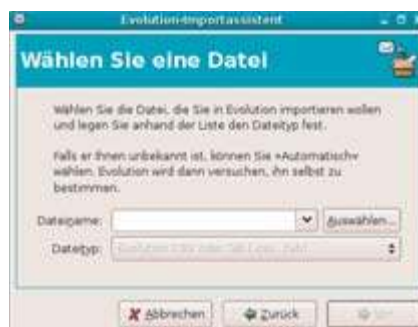 Evolution-Importassistent
Wählen Sie eine Datei
Wählen Sie die Datei, die Sie in Evolution importieren wollen
und legen Sie anhand der Liste den Dateityp fest.
Falls er Ihnen unbekannt ist, können Sie »Automatisch«
wählen. Evolution wird dann versuchen, ihn selbst zu
bestimmen.
Dateiname:
Auswählen...
Dateityp:
Abbrechen
Zurück